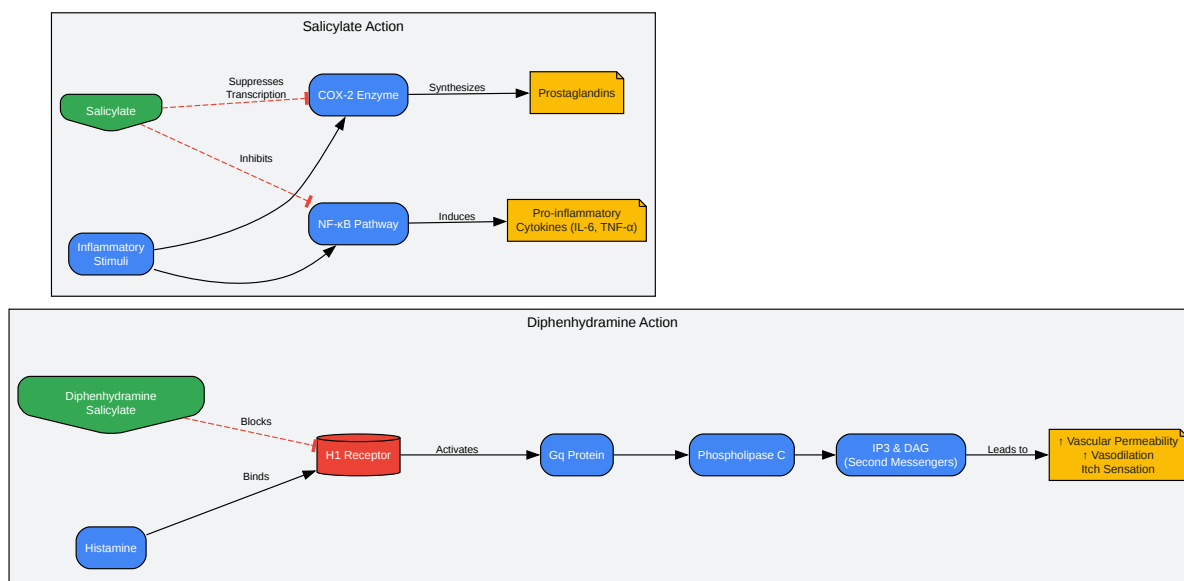 Salicylate Action
Suppresses
Transcription
COX-2 Enzyme
Synthesizes
Prostaglandins
Salicylate
Inhibits
NF-κB Pathway
Induces
Pro-inflammatory
Cytokines (IL-6, TNF-α)
Inflammatory
Stimuli
Diphenhydramine Action
Diphenhydramine
Salicylate
Blocks
H1 Receptor
Activates
Gq Protein
Phospholipase C
IP3 & DAG
(Second Messengers)
Leads to
↑ Vascular Permeability
↑ Vasodilation
Itch Sensation
Binds
Histamine